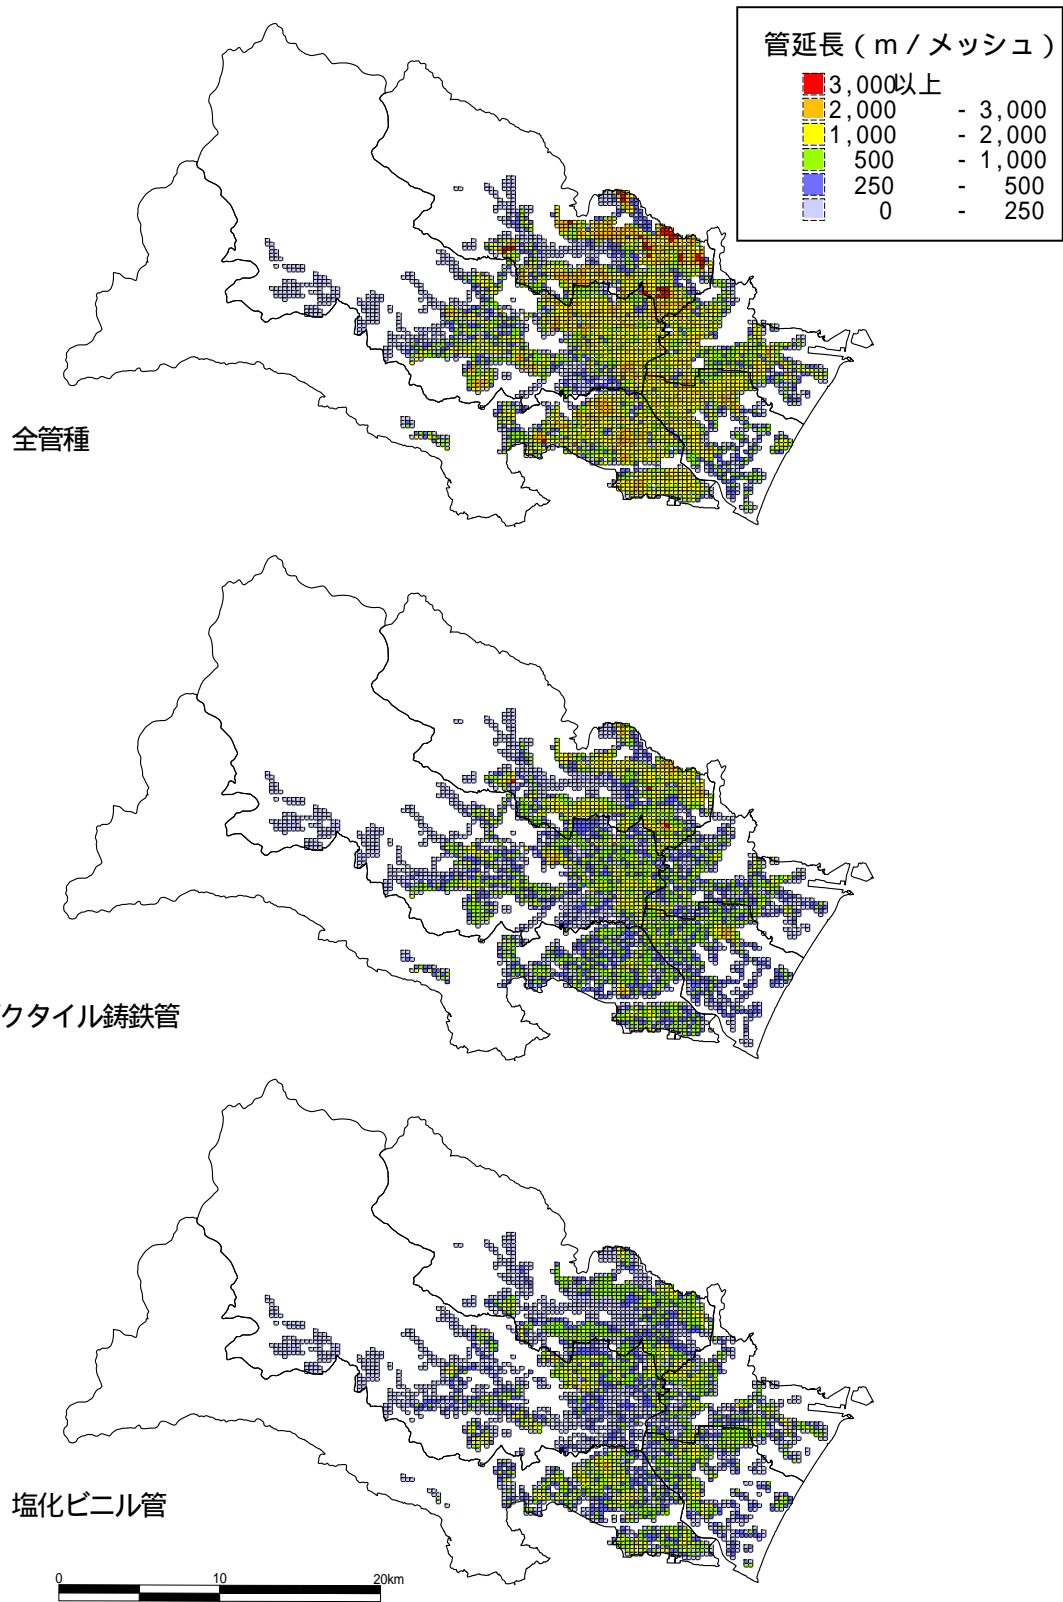 管延長（ｍ／メッシュ）
3,000以上
2,000 - 3,000
1,000 - 2,000
500 - 1,000
250 - 500
0 - 250
全管種
クタイル鋳鉄管
塩化ビニル管
0 10 20km